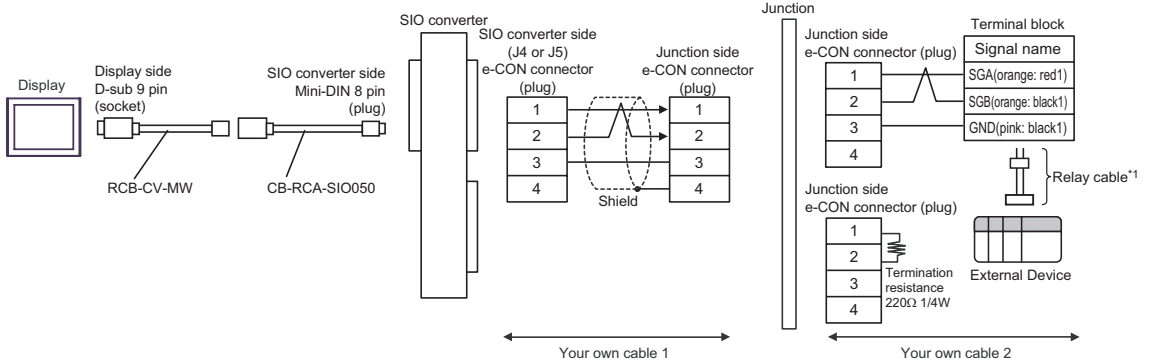 Display
Display side
D-sub 9 pin
(socket)
RCB-CV-MW
SIO converter side
Mini-DIN 8 pin
(plug)
CB-RCA-SIO050
SIO converter
SIO converter side
(J4 or J5)
e-CON connector
(plug)
1
2
3
4
Shield
Junction side
e-CON connector
(plug)
1
2
3
4
Your own cable 1
Junction
Junction side
e-CON connector (plug)
1
2
3
4
Terminal block
Signal name
SGA(orange: red1)
SGB(orange: black1)
GND(pink: black1)
Relay cable*1
External Device
Junction side
e-CON connector (plug)
1
2
3
4
Termination
resistance
220Ω 1/4W
Your own cable 2